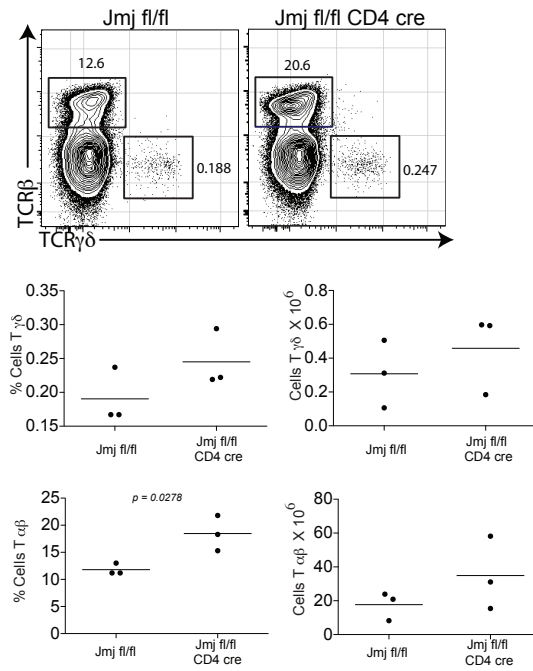 Jmj fl/fl
Jmj fl/fl CD4 cre
12.6
20.6
0.188
0.247
TCRβ
TCRγδ
% Cells T γδ
0.35
0.30
0.25
0.20
0.15
Jmj fl/fl
Jmj fl/fl
CD4 cre
Cells T γδ X 10⁶
0.8
0.6
0.4
0.2
0.0
Jmj fl/fl
Jmj fl/fl
CD4 cre
% Cells T αβ
25
20
15
10
5
0
p = 0.0278
Jmj fl/fl
Jmj fl/fl
CD4 cre
Cells T αβ X 10⁶
80
60
40
20
0
Jmj fl/fl
Jmj fl/fl
CD4 cre